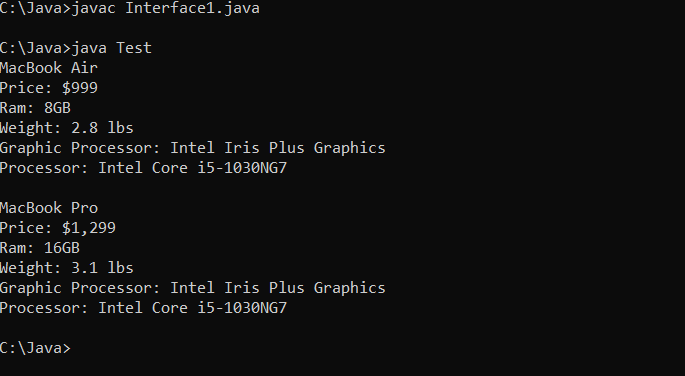 C:\Java>javac Interface1.java
C:\Java>java Test
MacBook Air
Price: $999
Ram: 8GB
Weight: 2.8 lbs
Graphic Processor: Intel Iris Plus Graphics
Processor: Intel Core i5-1030NG7
MacBook Pro
Price: $1,299
Ram: 16GB
Weight: 3.1 lbs
Graphic Processor: Intel Iris Plus Graphics
Processor: Intel Core i5-1030NG7
C:\Java>